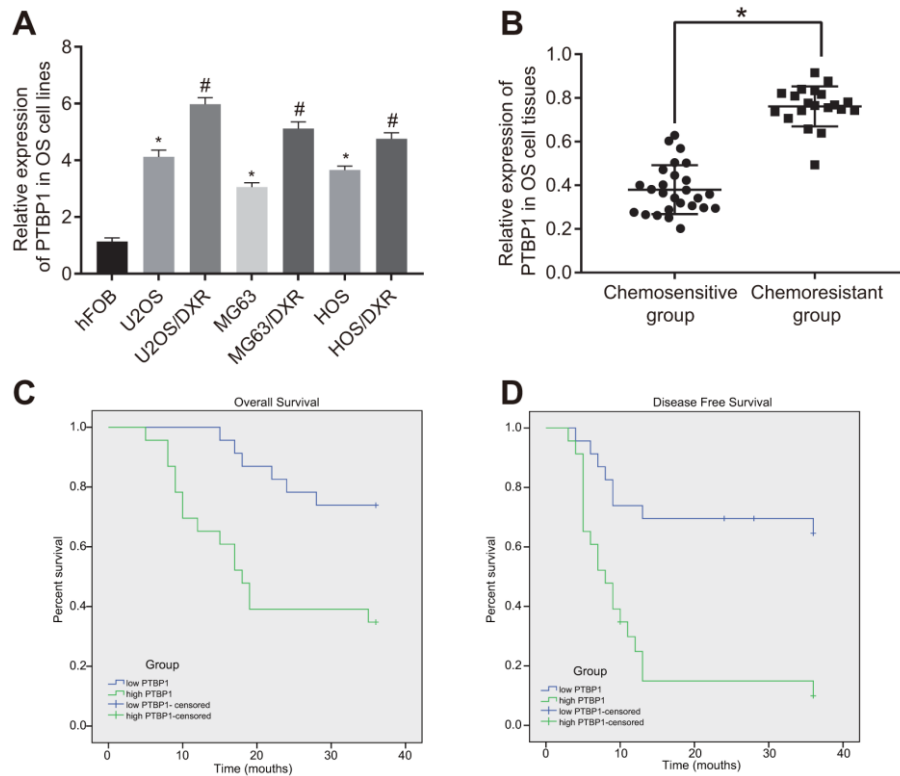 A
Relative expression
of PTBP1 in OS cell lines
8
6
4
2
0
*
#
*
#
*
#
hFOB
U2OS
U2OS/DXR
MG63
MG63/DXR
HOS
HOS/DXR
B
Relative expression of
PTBP1 in OS cell tissues
1.0
0.8
0.6
0.4
0.2
0.0
*
Chemosensitive
group
Chemoresistant
group
C
Overall Survival
Percent survival
1.0
0.8
0.6
0.4
0.2
0.0
Group
low PTBP1
high PTBP1
low PTBP1- censored
high PTBP1-censored
0
10
20
30
40
Time (mouths)
D
Disease Free Survival
Percent survival
1.0
0.8
0.6
0.4
0.2
0.0
Group
low PTBP1
high PTBP1
low PTBP1-censored
high PTBP1-censored
0
10
20
30
40
Time (mouths)